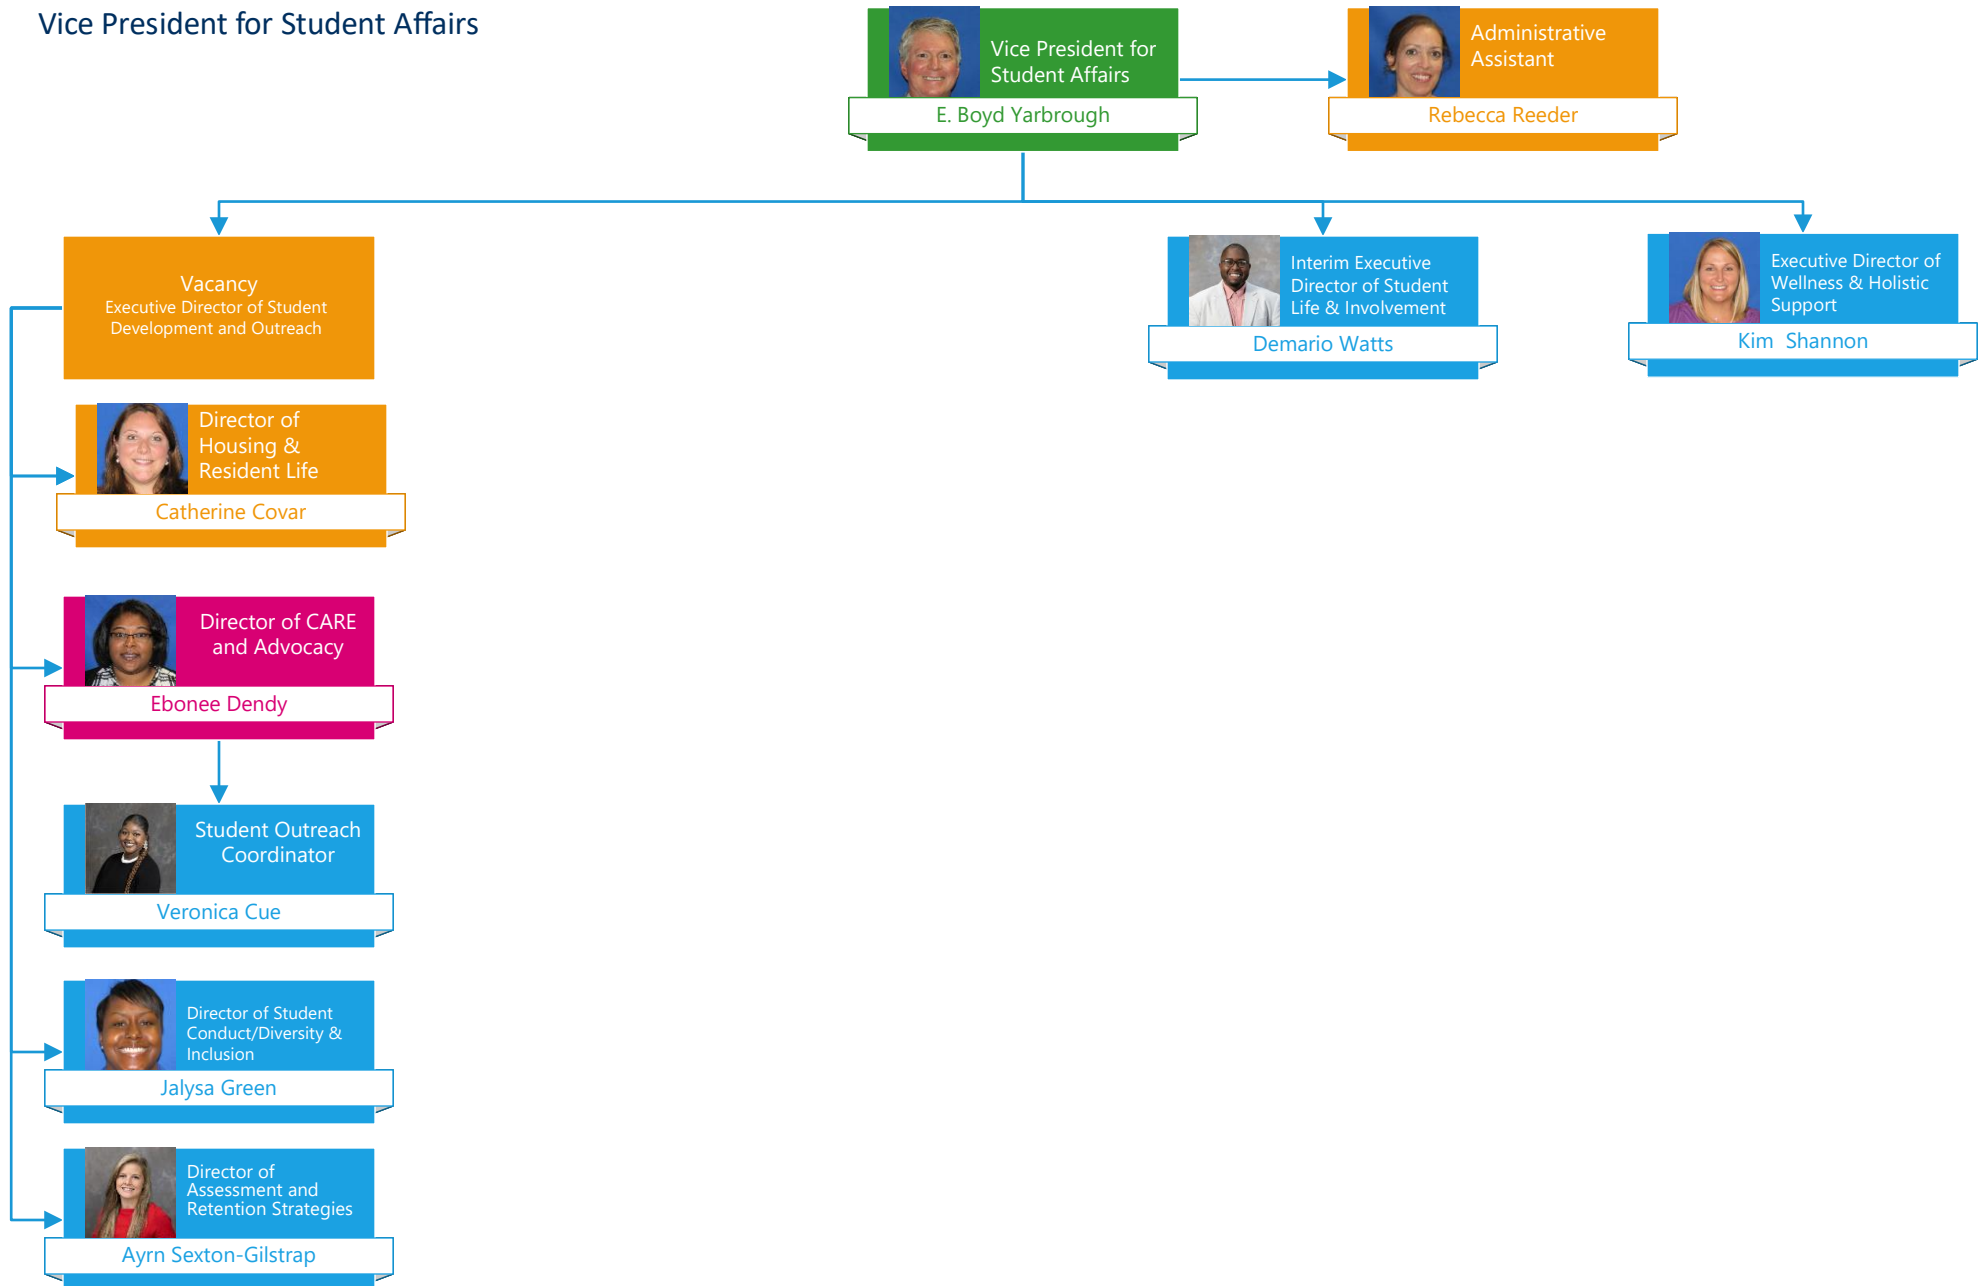 Vice President for Student Affairs
Vice President for
Student Affairs
E. Boyd Yarbrough
Administrative
Assistant
Rebecca Reeder
Vacancy
Executive Director of Student
Development and Outreach
Interim Executive
Director of Student
Life & Involvement
Demario Watts
Executive Director of
Wellness & Holistic
Support
Kim  Shannon
Director of
Housing &
Resident Life
Catherine Covar
Director of CARE
and Advocacy
Ebonee Dendy
Student Outreach
Coordinator
Veronica Cue
Director of Student
Conduct/Diversity &
Inclusion
Jalysa Green
Director of
Assessment and
Retention Strategies
Ayrn Sexton-Gilstrap